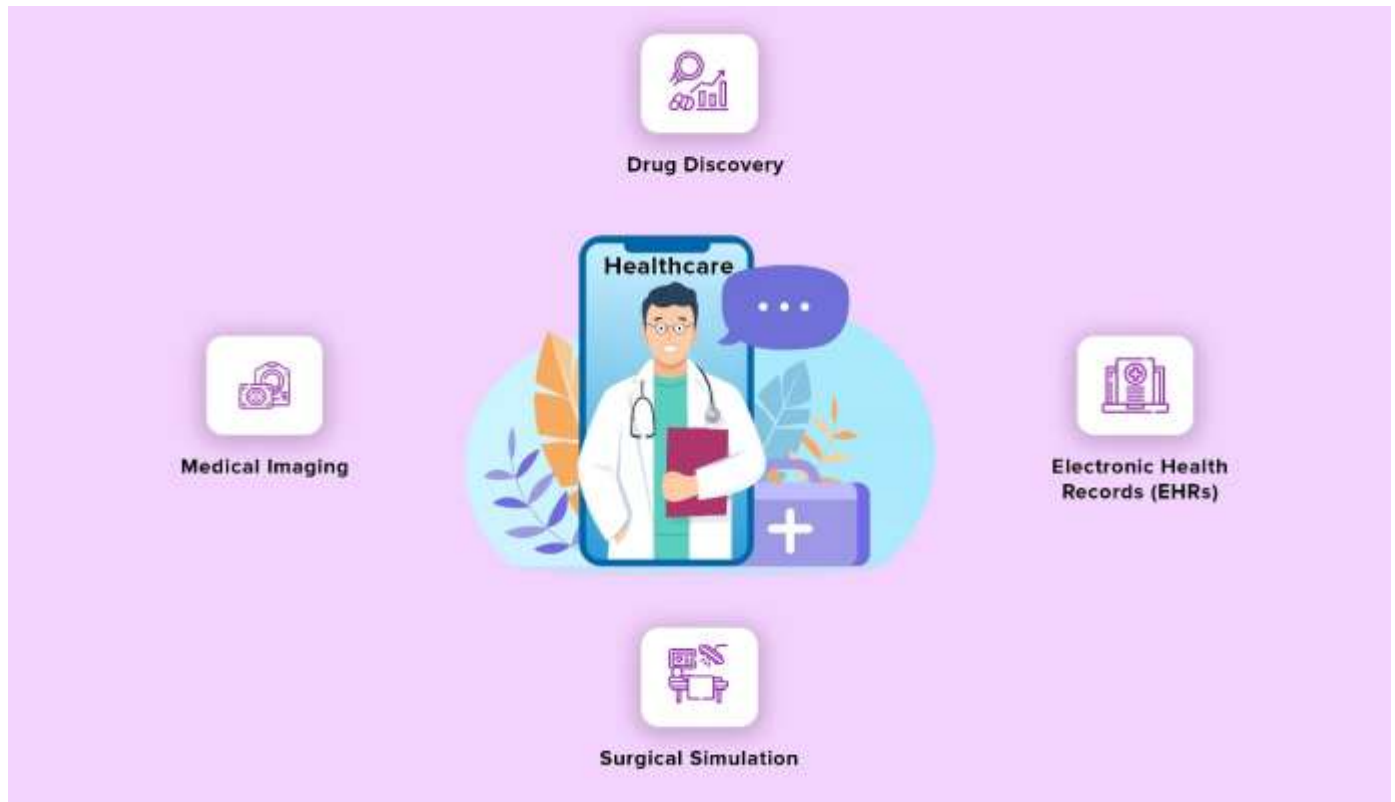 Drug Discovery
Healthcare
Medical Imaging
Electronic Health
Records (EHRs)
Surgical Simulation